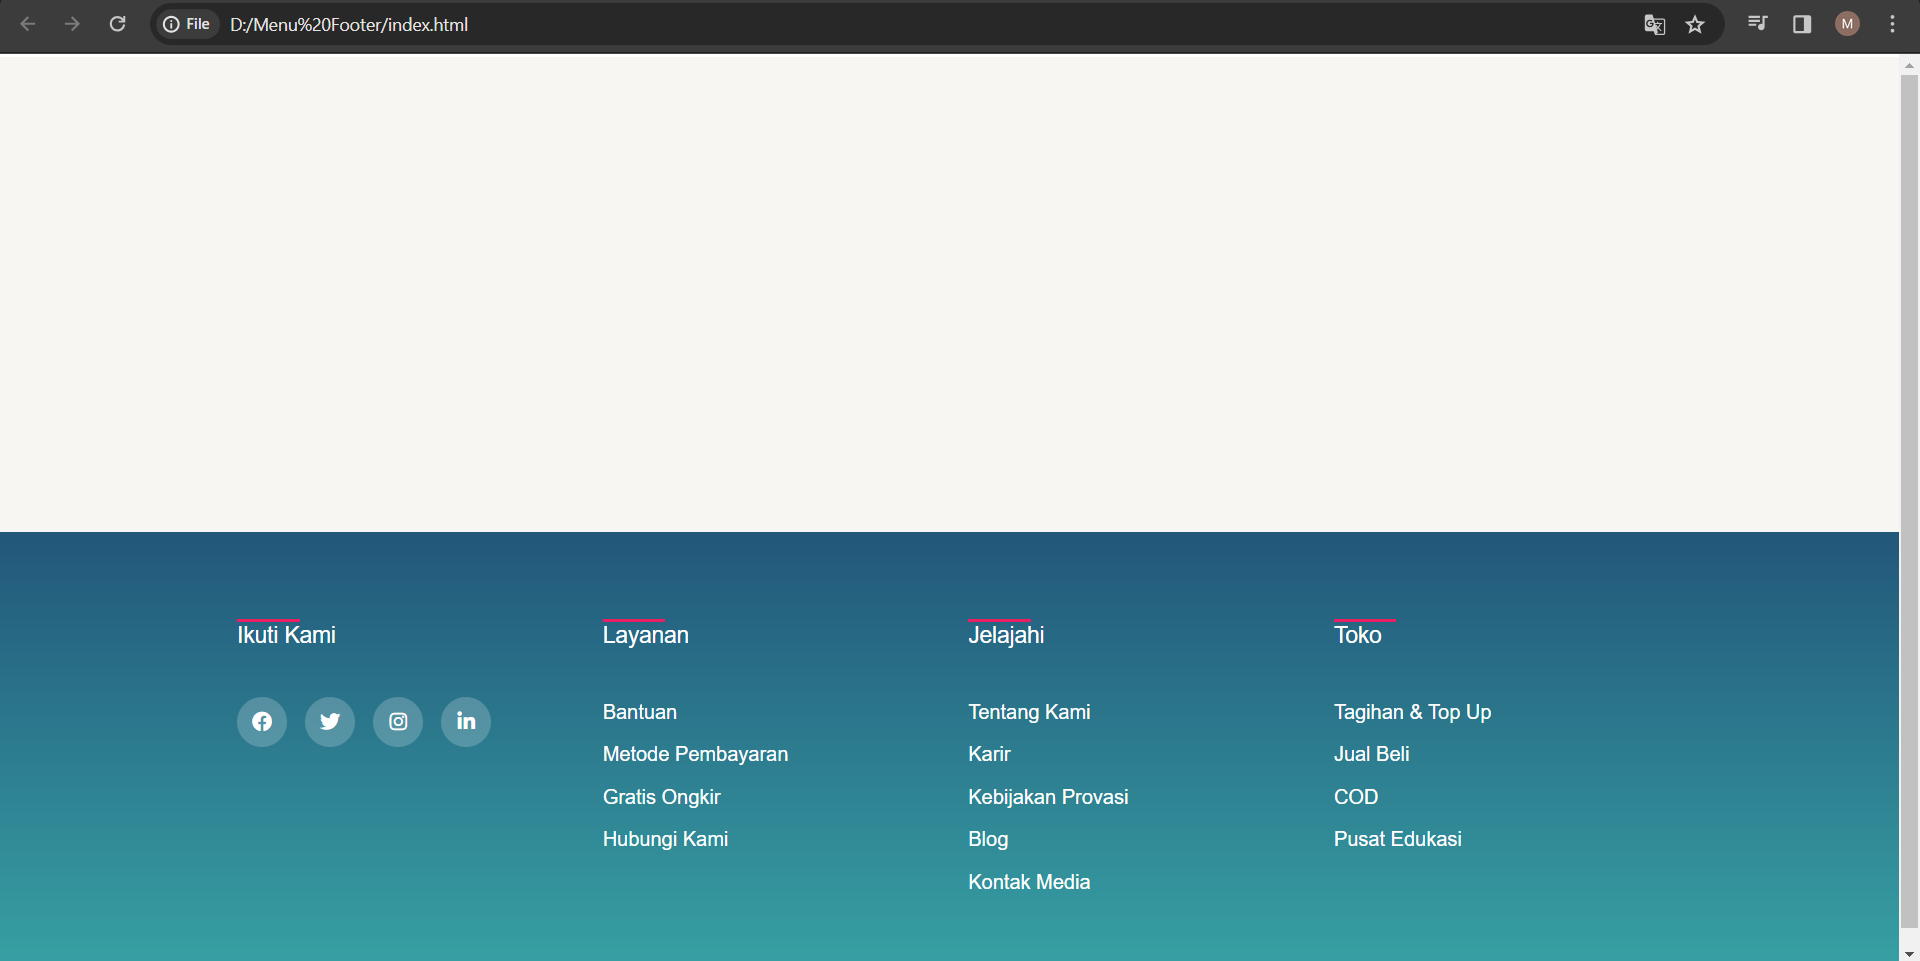 File D:/Menu%20Footer/index.html
M
Ikuti Kami
Layanan
Bantuan
Metode Pembayaran
Gratis Ongkir
Hubungi Kami
Jelajahi
Tentang Kami
Karir
Kebijakan Provasi
Blog
Kontak Media
Toko
Tagihan & Top Up
Jual Beli
COD
Pusat Edukasi